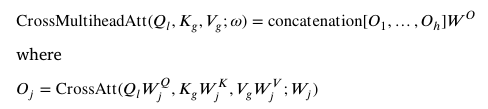 CrossMultiheadAtt(Q_l, K_g, V_g; ω) = concatenation[O_1, … , O_h]W^O
where
O_j = CrossAtt(Q_l W_j^Q, K_g W_j^K, V_g W_j^V; W_j)